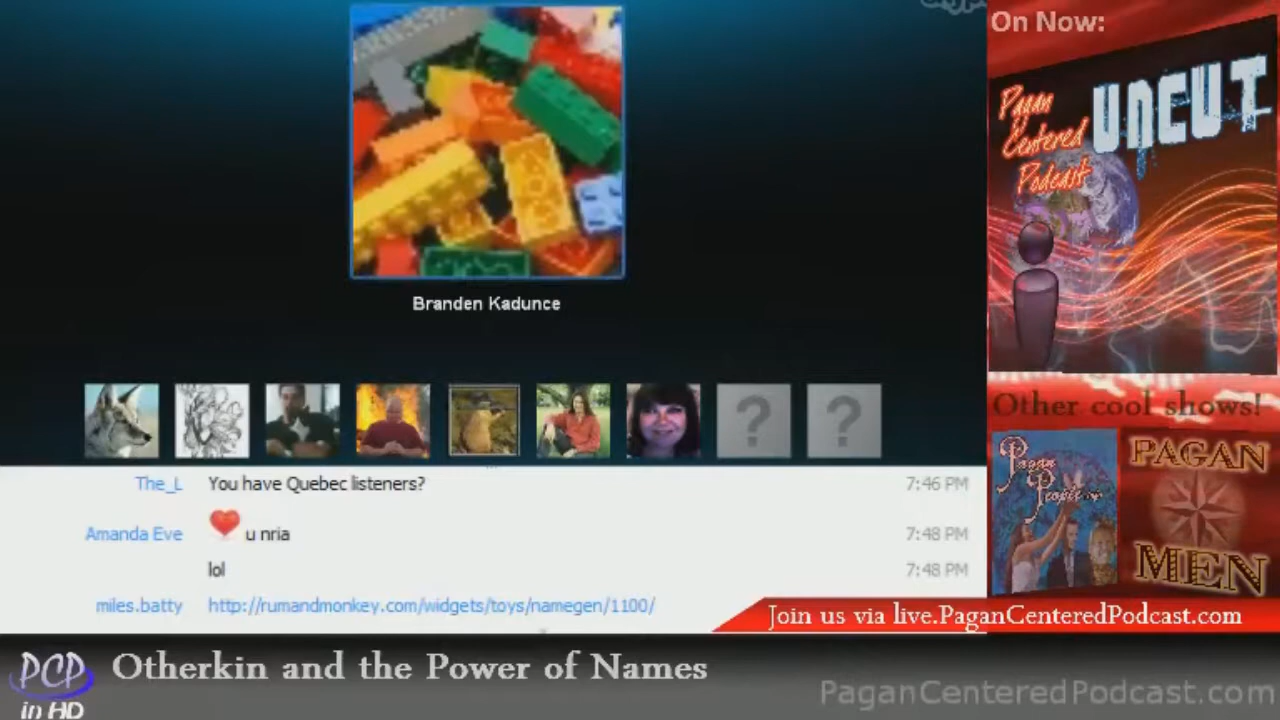 On Now:
Pagan
Centered
Podcast
UNCUT
Branden Kadunce
? ?
The_L You have Quebec listeners? 7:46 PM
Amanda Eve u nria 7:48 PM
lol 7:48 PM
miles.batty http://rumandmonkey.com/widgets/toys/namegen/1100/
Other cool shows!
Pagan
People
PAGAN
MEN
Join us via live.PaganCenteredPodcast.com
PCP
in HD
Otherkin and the Power of Names
PaganCenteredPodcast.com